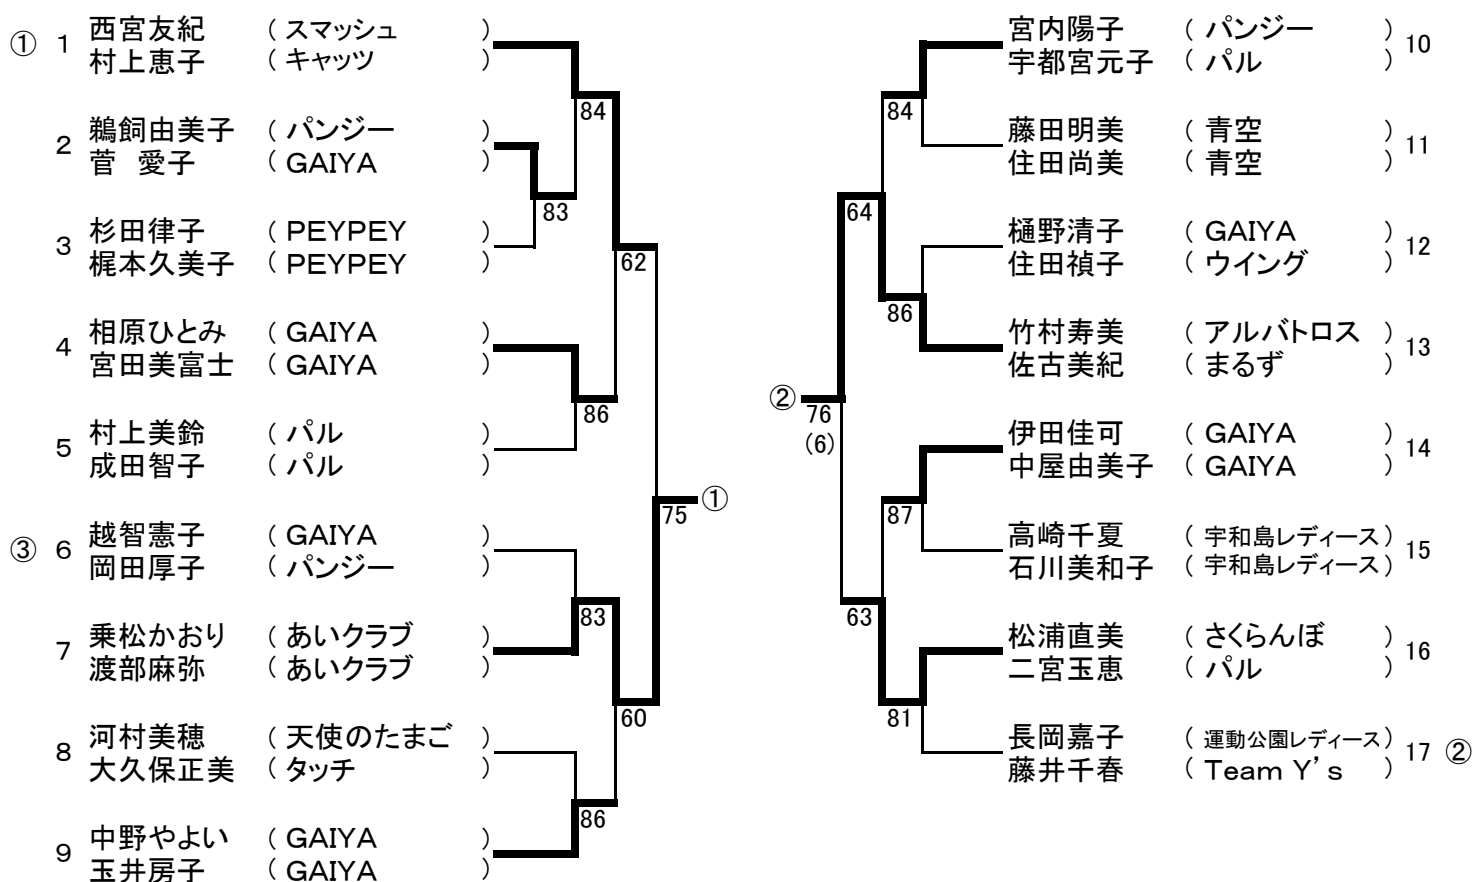 ① 1 西宮友紀 ( スマッシュ )
村上恵子 ( キャッツ )
2 鵜飼由美子 ( パンジー )
菅 愛子 ( GAIYA )
3 杉田律子 ( PEYPEY )
梶本久美子 ( PEYPEY )
4 相原ひとみ ( GAIYA )
宮田美富士 ( GAIYA )
5 村上美鈴 ( パル )
成田智子 ( パル )
③ 6 越智憲子 ( GAIYA )
岡田厚子 ( パンジー )
7 乗松かおり ( あいクラブ )
渡部麻弥 ( あいクラブ )
8 河村美穂 ( 天使のたまご )
大久保正美 ( タッチ )
9 中野やよい ( GAIYA )
玉井房子 ( GAIYA )
84
83
62
86
75 ①
83
60
86
宮内陽子 ( パンジー ) 10
宇都宮元子 ( パル )
藤田明美 ( 青空 ) 11
住田尚美 ( 青空 )
樋野清子 ( GAIYA ) 12
住田禎子 ( ウイング )
竹村寿美 ( アルバトロス ) 13
佐古美紀 ( まるず )
伊田佳可 ( GAIYA ) 14
中屋由美子 ( GAIYA )
高崎千夏 ( 宇和島レディース ) 15
石川美和子 ( 宇和島レディース )
松浦直美 ( さくらんぼ ) 16
二宮玉恵 ( パル )
長岡嘉子 ( 運動公園レディース ) 17 ②
藤井千春 ( Team Y's )
84
64
86
② 76
(6)
87
63
81